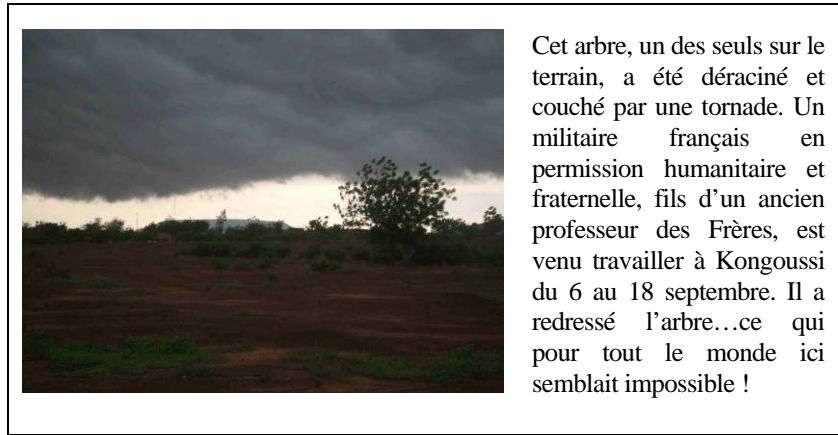 Cet arbre, un des seuls sur le
terrain, a été déraciné et
couché par une tornade. Un
militaire français en
permission humanitaire et
fraternelle, fils d’un ancien
professeur des Frères, est
venu travailler à Kongoussi
du 6 au 18 septembre. Il a
redressé l’arbre…ce qui
pour tout le monde ici
semblait impossible !